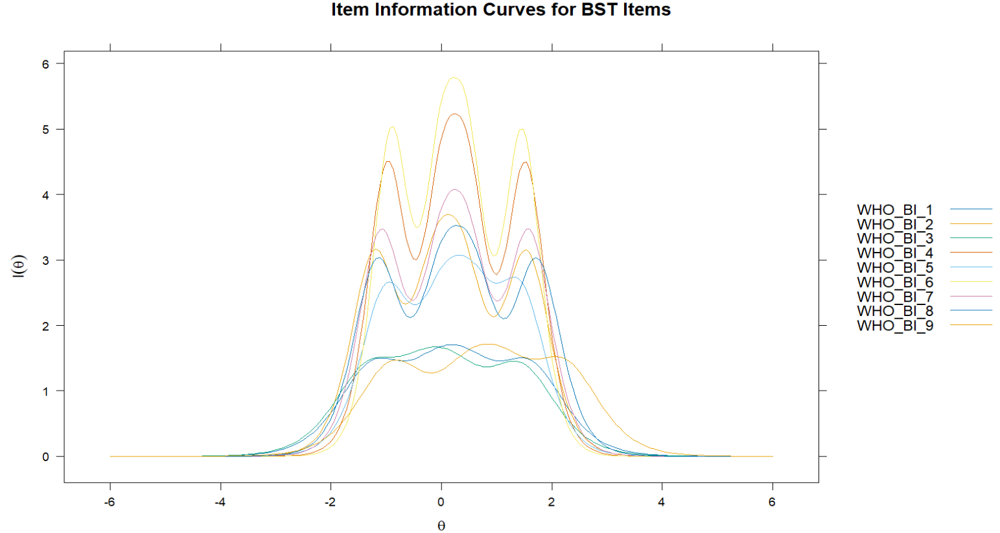 Item Information Curves for BST Items
6
5
4
3
2
1
0
I(θ)
-6 -4 -2 0 2 4 6
θ
WHO_BI_1
WHO_BI_2
WHO_BI_3
WHO_BI_4
WHO_BI_5
WHO_BI_6
WHO_BI_7
WHO_BI_8
WHO_BI_9